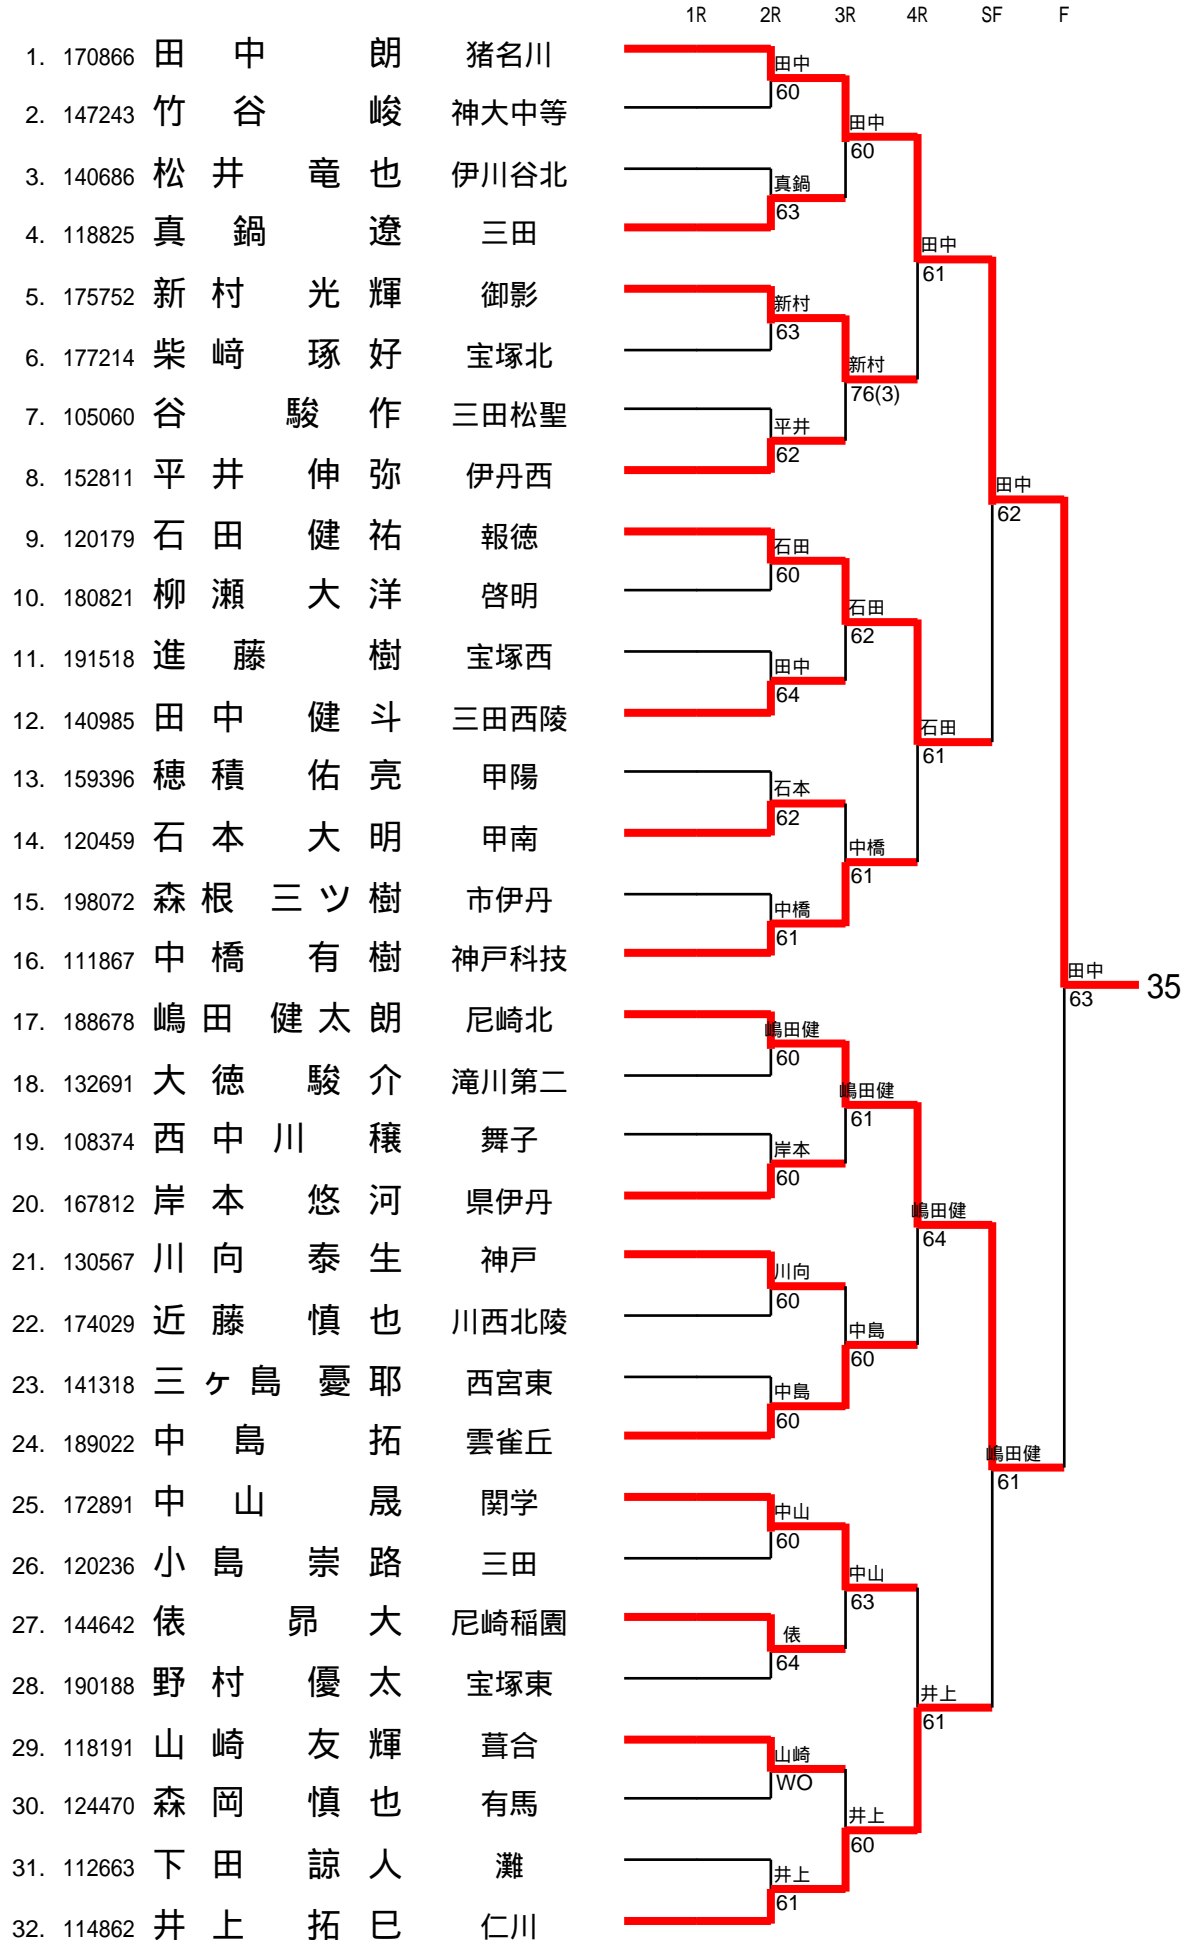 1R 2R 3R 4R SF F
1. 170866 田中 朗 猪名川
2. 147243 竹谷 峻 神大中等
3. 140686 松井 竜也 伊川谷北
4. 118825 真鍋 遼 三田
5. 175752 新村 光輝 御影
6. 177214 柴﨑 琢好 宝塚北
7. 105060 谷 駿作 三田松聖
8. 152811 平井 伸弥 伊丹西
9. 120179 石田 健祐 報徳
10. 180821 柳瀬 大洋 啓明
11. 191518 進藤 樹 宝塚西
12. 140985 田中 健斗 三田西陵
13. 159396 穂積 佑亮 甲陽
14. 120459 石本 大明 甲南
15. 198072 森根 三ツ樹 市伊丹
16. 111867 中橋 有樹 神戸科技
17. 188678 嶋田 健太朗 尼崎北
18. 132691 大徳 駿介 滝川第二
19. 108374 西中川 穣 舞子
20. 167812 岸本 悠河 県伊丹
21. 130567 川向 泰生 神戸
22. 174029 近藤 慎也 川西北陵
23. 141318 三ヶ島 憂耶 西宮東
24. 189022 中島 拓 雲雀丘
25. 172891 中山 晟 関学
26. 120236 小島 崇路 三田
27. 144642 俵 昴大 尼崎稲園
28. 190188 野村 優太 宝塚東
29. 118191 山崎 友輝 葺合
30. 124470 森岡 慎也 有馬
31. 112663 下田 諒人 灘
32. 114862 井上 拓巳 仁川
田中
60
真鍋
63
新村
63
平井
62
石田
60
田中
64
石本
62
中橋
61
嶋田健
60
岸本
60
川向
60
中島
60
中山
60
俵
64
山崎
WO
井上
61
田中
60
新村
76(3)
石田
62
中橋
61
嶋田健
61
中島
60
中山
63
井上
60
田中
61
石田
61
嶋田健
64
井上
61
田中
62
嶋田健
61
田中
63
35